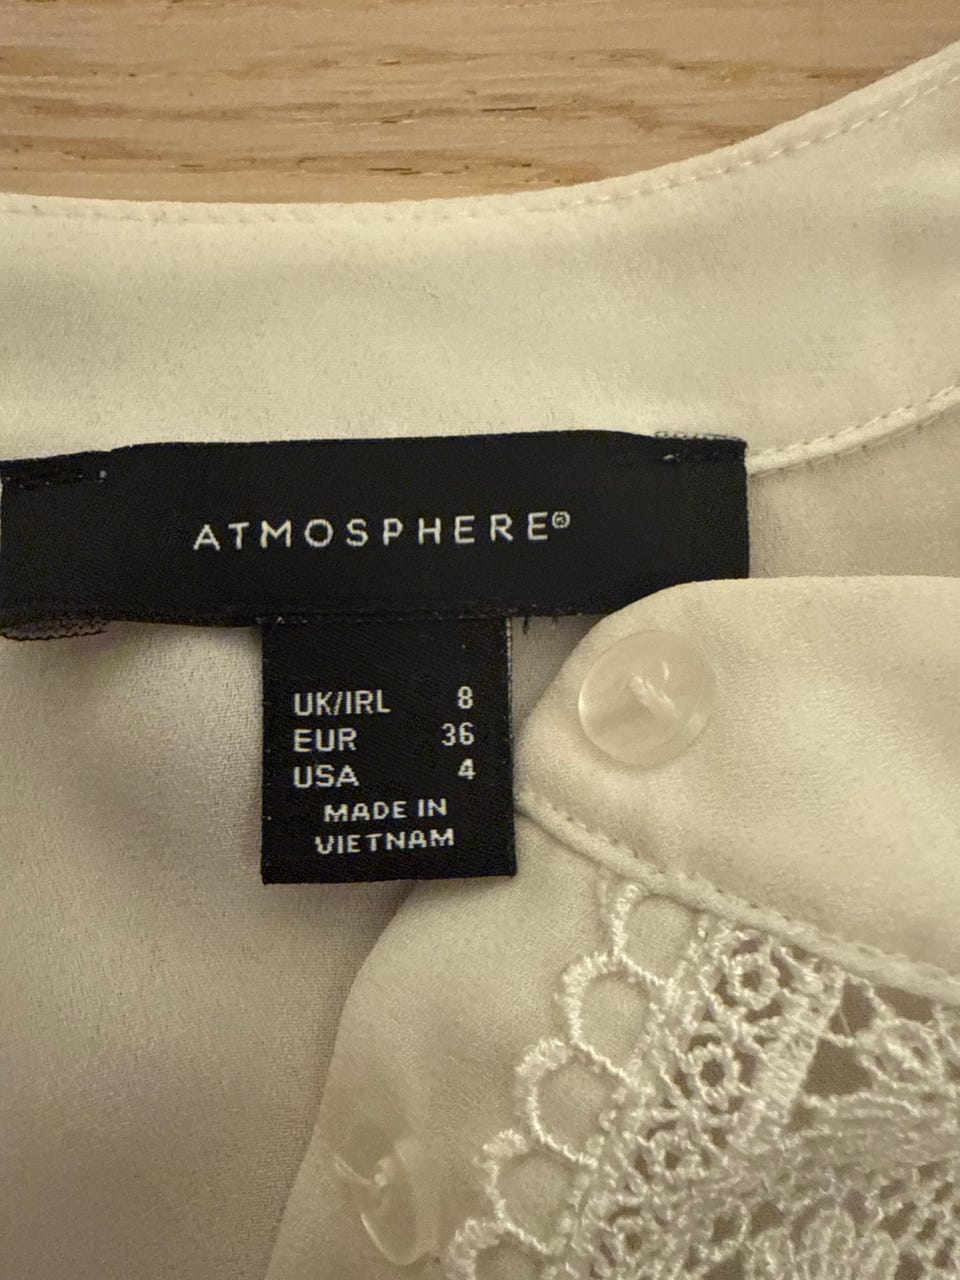 ATMOSPHERE®
UK/IRL 8
EUR 36
USA 4
MADE IN
VIETNAM